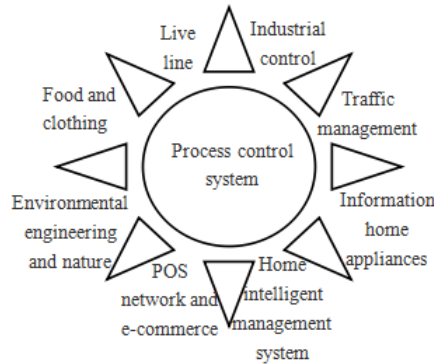 Live
line
Industrial
control
Food and
clothing
Traffic
management
Process control
system
Environmental
engineering
and nature
Information
home
appliances
POS
network and
e-commerce
Home
intelligent
management
system